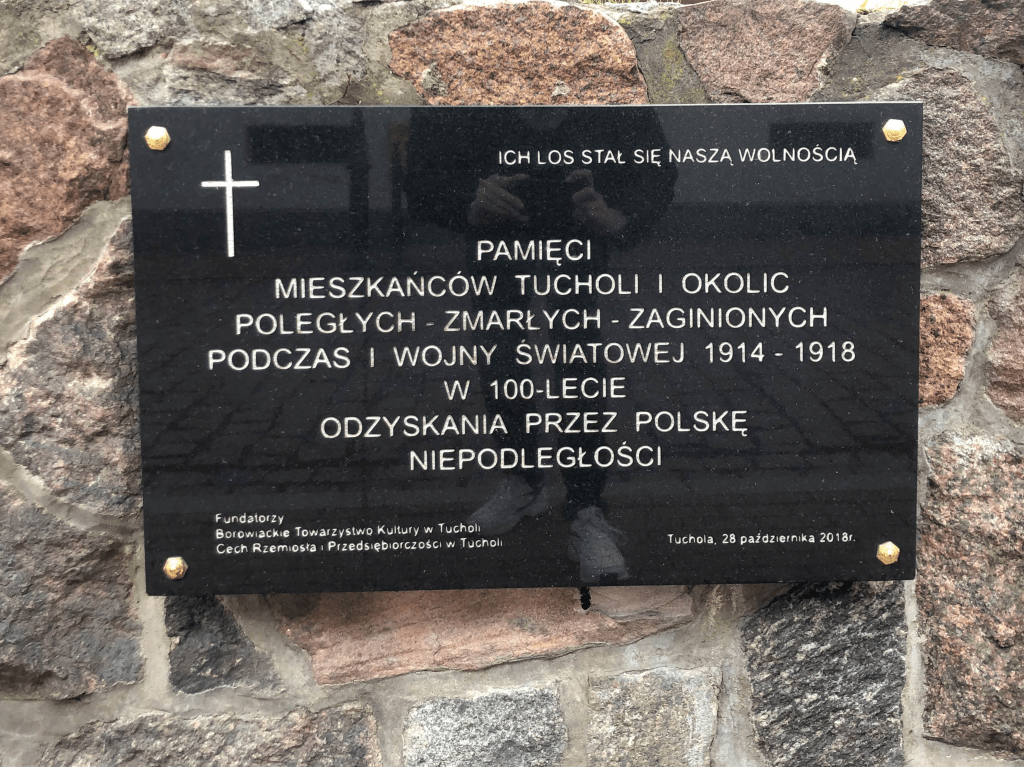 ICH LOS STAŁ SIĘ NASZĄ WOLNOŚCIĄ
PAMIĘCI
MIESZKAŃCÓW TUCHOLI I OKOLIC
POLEGŁYCH - ZMARŁYCH - ZAGINIONYCH
PODCZAS I WOJNY ŚWIATOWEJ 1914 - 1918
W 100-LECIE
ODZYSKANIA PRZEZ POLSKĘ
NIEPODLEGŁOŚCI
Fundatorzy
Borowiackie Towarzystwo Kultury w Tucholi
Cech Rzemiosła i Przedsiębiorczości w Tucholi
Tuchola, 28 października 2018r.